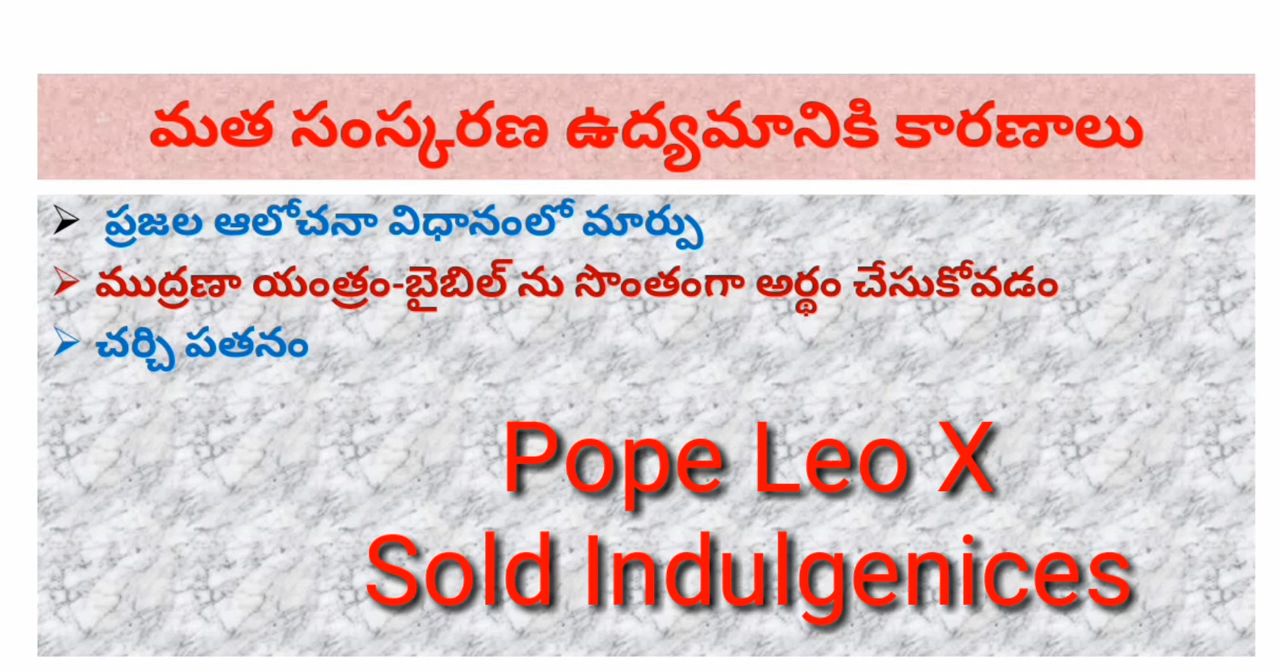 మత సంస్కరణ ఉద్యమానికి కారణాలు
➢ ప్రజల ఆలోచనా విధానంలో మార్పు
➢ ముద్రణా యంత్రం-బైబిల్ ను సొంతంగా అర్థం చేసుకోవడం
➢ చర్చి పతనం
Pope Leo X
Sold Indulgenices